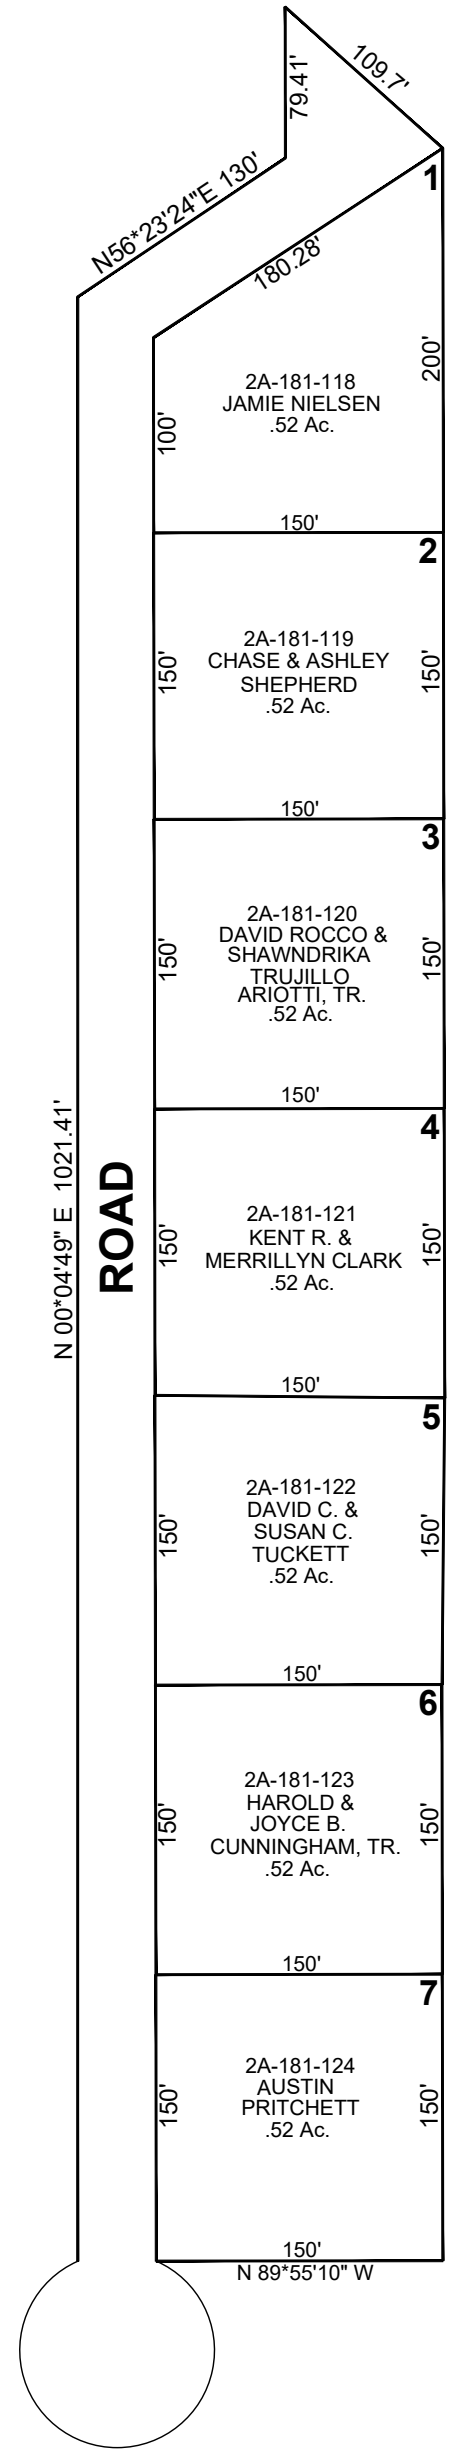 109.7'
79.41'
N56*23'24"E 130'
1
180.28'
200'
100'
2A-181-118
JAMIE NIELSEN
.52 Ac.
150'
2
2A-181-119
CHASE & ASHLEY
SHEPHERD
.52 Ac.
150'
150'
150'
3
2A-181-120
DAVID ROCCO &
SHAWNDRIKA
TRUJILLO
ARIOTTI, TR.
.52 Ac.
150'
150'
150'
4
N 00*04'49" E 1021.41'
ROAD
2A-181-121
KENT R. &
MERRILLYN CLARK
.52 Ac.
150'
150'
150'
5
2A-181-122
DAVID C. &
SUSAN C.
TUCKETT
.52 Ac.
150'
150'
150'
6
2A-181-123
HAROLD &
JOYCE B.
CUNNINGHAM, TR.
.52 Ac.
150'
150'
150'
7
2A-181-124
AUSTIN
PRITCHETT
.52 Ac.
150'
150'
150'
N 89*55'10" W